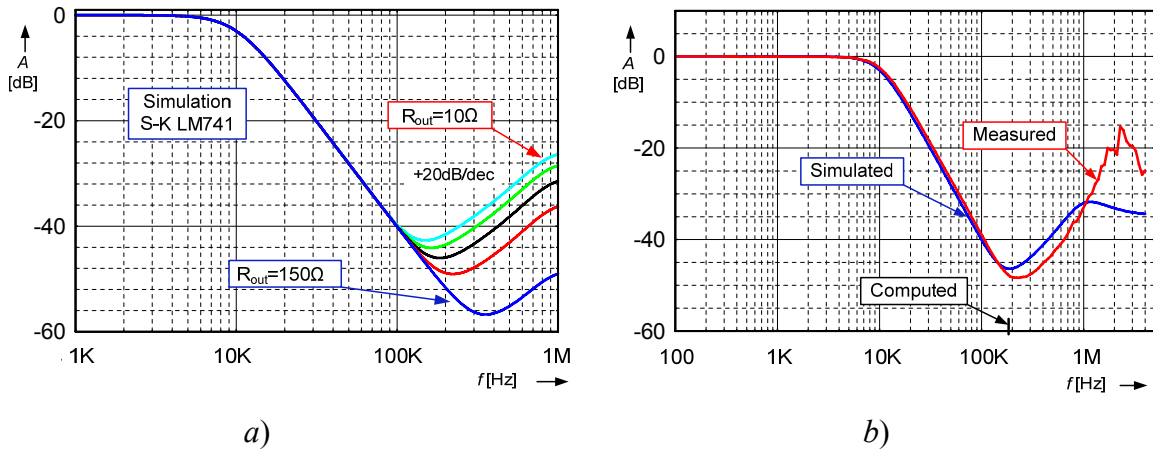 A
[dB]
0
-20
-40
-60
Simulation
S-K LM741
Rout=10Ω
+20dB/dec
Rout=150Ω
1K
10K
100K
1M
f [Hz]
a)
A
[dB]
0
-20
-40
-60
Measured
Simulated
Computed
100
1K
10K
100K
1M
f [Hz]
b)